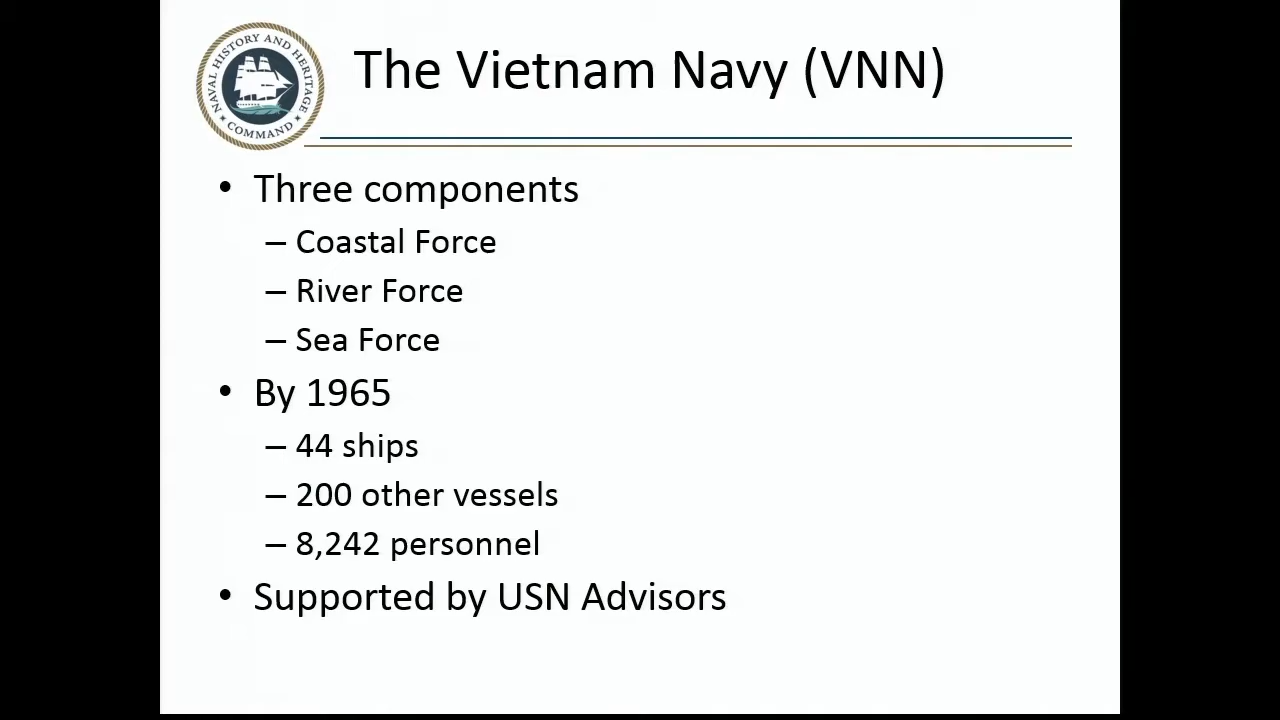 NAVAL HISTORY AND HERITAGE
COMMAND
The Vietnam Navy (VNN)
• Three components
– Coastal Force
– River Force
– Sea Force
• By 1965
– 44 ships
– 200 other vessels
– 8,242 personnel
• Supported by USN Advisors